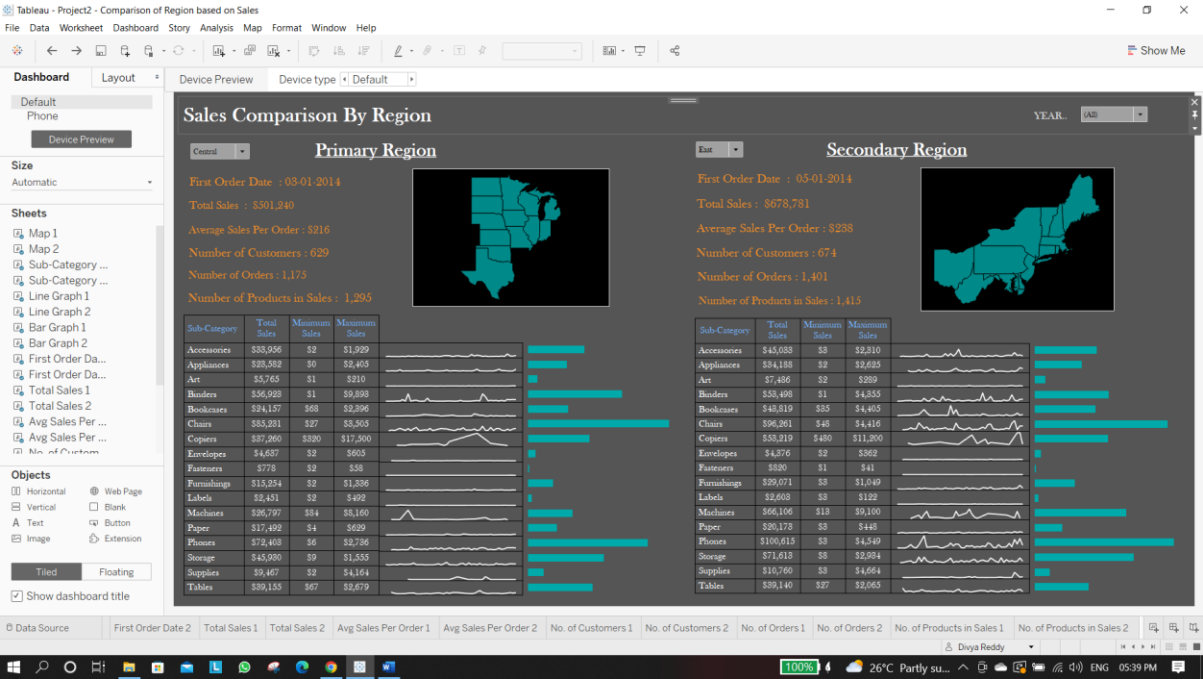 Tableau - Project2 - Comparison of Region based on Sales
File Data Worksheet Dashboard Story Analysis Map Format Window Help
Show Me
Dashboard Layout
Device Preview Device type Default
Default
Phone
Device Preview
Size
Automatic
Sheets
Map 1
Map 2
Sub-Category ...
Sub-Category ...
Line Graph 1
Line Graph 2
Bar Graph 1
Bar Graph 2
First Order Da...
First Order Da...
Total Sales 1
Total Sales 2
Avg Sales Per ...
Avg Sales Per ...
Objects
Horizontal Web Page
Vertical Blank
Text Button
Image Extension
Tiled Floating
Show dashboard title
Sales Comparison By Region
YEAR.. (All)
Central Primary Region
First Order Date : 03-01-2014
Total Sales : $501,240
Average Sales Per Order : $216
Number of Customers : 629
Number of Orders : 1,175
Number of Products in Sales : 1,295
Sub-Category Total Sales Minimum Sales Maximum Sales
Accessories $33,956 $2 $1,929
Appliances $23,582 $0 $2,405
Art $5,765 $1 $210
Binders $56,923 $1 $9,893
Bookcases $24,157 $68 $2,396
Chairs $85,231 $27 $3,505
Copiers $37,260 $320 $17,500
Envelopes $4,637 $2 $605
Fasteners $778 $2 $58
Furnishings $15,254 $2 $1,336
Labels $2,451 $2 $492
Machines $26,797 $84 $8,160
Paper $17,492 $4 $629
Phones $72,403 $6 $2,736
Storage $45,930 $9 $1,555
Supplies $9,467 $2 $4,164
Tables $39,155 $67 $2,679
East Secondary Region
First Order Date : 05-01-2014
Total Sales : $678,781
Average Sales Per Order : $238
Number of Customers : 674
Number of Orders : 1,401
Number of Products in Sales : 1,415
Sub-Category Total Sales Minimum Sales Maximum Sales
Accessories $45,033 $3 $2,310
Appliances $34,188 $2 $2,625
Art $7,486 $2 $289
Binders $53,498 $1 $4,355
Bookcases $43,819 $35 $4,405
Chairs $96,261 $48 $4,416
Copiers $53,219 $480 $11,200
Envelopes $4,376 $2 $362
Fasteners $820 $1 $41
Furnishings $29,071 $3 $1,049
Labels $2,603 $3 $122
Machines $66,106 $13 $9,100
Paper $20,173 $3 $448
Phones $100,615 $3 $4,549
Storage $71,613 $8 $2,934
Supplies $10,760 $3 $4,664
Tables $39,140 $27 $2,065
Data Source First Order Date 2 Total Sales 1 Total Sales 2 Avg Sales Per Order 1 Avg Sales Per Order 2 No. of Customers 1 No. of Customers 2 No. of Orders 1 No. of Orders 2 No. of Products in Sales 1 No. of Products in Sales 2
Divya Reddy
100% 26°C Partly su... ENG 05:39 PM